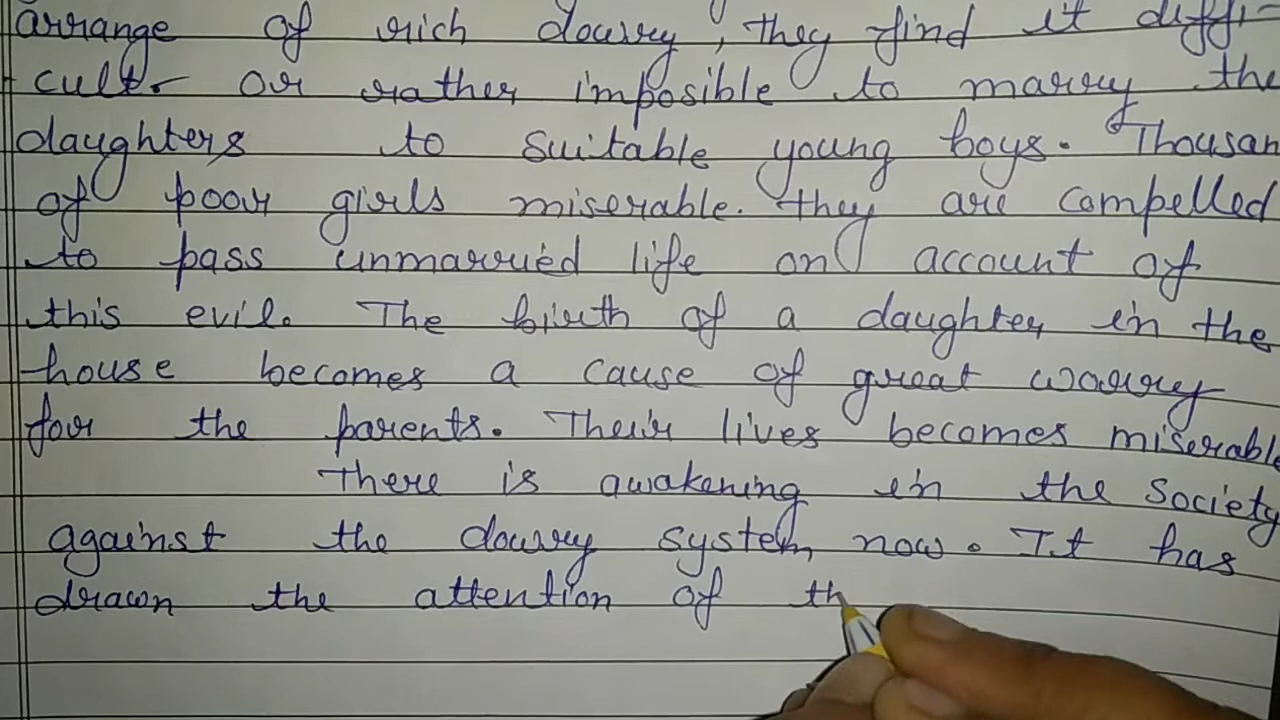 arrange of rich dowry, they find it diffi-
cult. or rather imposible to marry the
daughters to suitable young boys. Thousan
of poor girls miserable. they are compelled
to pass unmarried life on account of
this evil. The birth of a daughter in the
house becomes a cause of great worry
for the parents. Their lives becomes miserable
There is awakening in the society
against the dowry system now. It has
drawn the attention of th